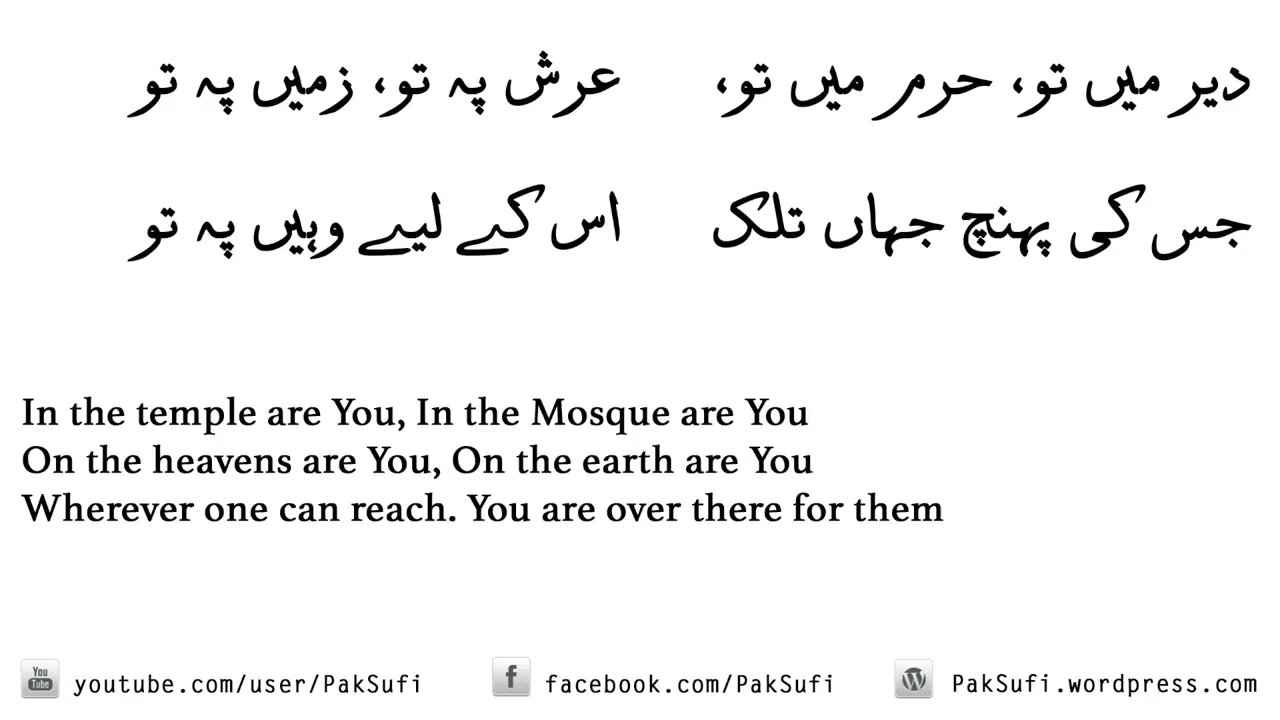 دیر میں تو، حرم میں تو، عرش پہ تو، زمیں پہ تو
جس کی پہنچ جہاں تلک اس کے لیے وہیں پہ تو
In the temple are You, In the Mosque are You
On the heavens are You, On the earth are You
Wherever one can reach. You are over there for them
You Tube youtube.com/user/PakSufi f facebook.com/PakSufi W PakSufi.wordpress.com